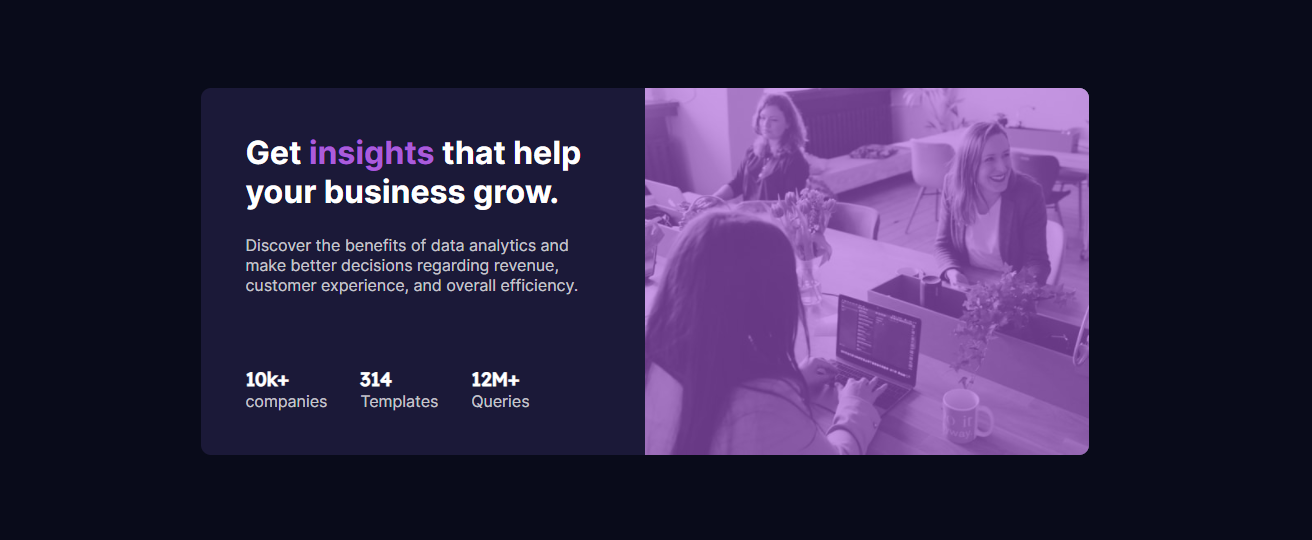 Get insights that help
your business grow.
Discover the benefits of data analytics and
make better decisions regarding revenue,
customer experience, and overall efficiency.
10k+ 314 12M+
companies Templates Queries